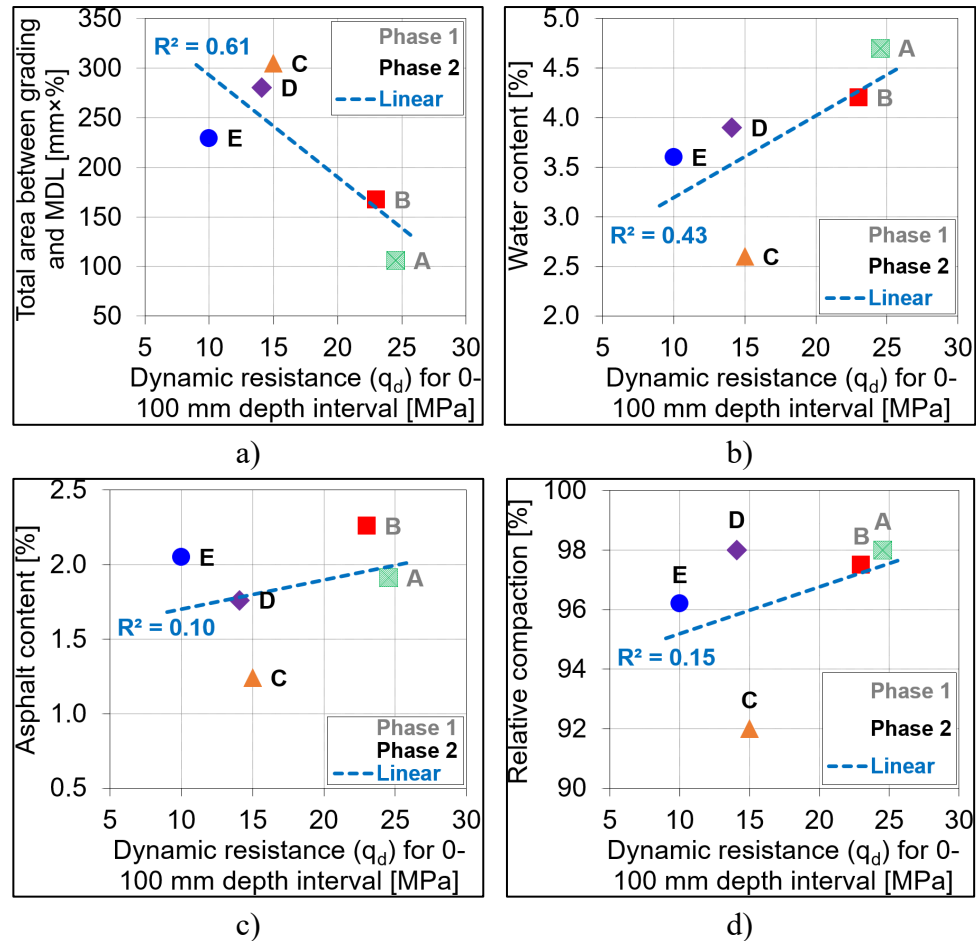 Total area between grading
and MDL [mm×%]
350
300
250
200
150
100
50
R² = 0.61
Phase 1
Phase 2
Linear
C
D
E
B
A
5
10
15
20
25
30
Dynamic resistance (qd) for 0-
100 mm depth interval [MPa]
a)
Water content [%]
5.0
4.5
4.0
3.5
3.0
2.5
2.0
A
B
D
E
C
R² = 0.43
Phase 1
Phase 2
Linear
5
10
15
20
25
30
Dynamic resistance (qd) for 0-
100 mm depth interval [MPa]
b)
Asphalt content [%]
2.5
2.0
1.5
1.0
0.5
B
E
A
D
R² = 0.10
C
Phase 1
Phase 2
Linear
5
10
15
20
25
30
Dynamic resistance (qd) for 0-
100 mm depth interval [MPa]
c)
Relative compaction [%]
100
98
96
94
92
90
D
A
B
E
R² = 0.15
C
Phase 1
Phase 2
Linear
5
10
15
20
25
30
Dynamic resistance (qd) for 0-
100 mm depth interval [MPa]
d)